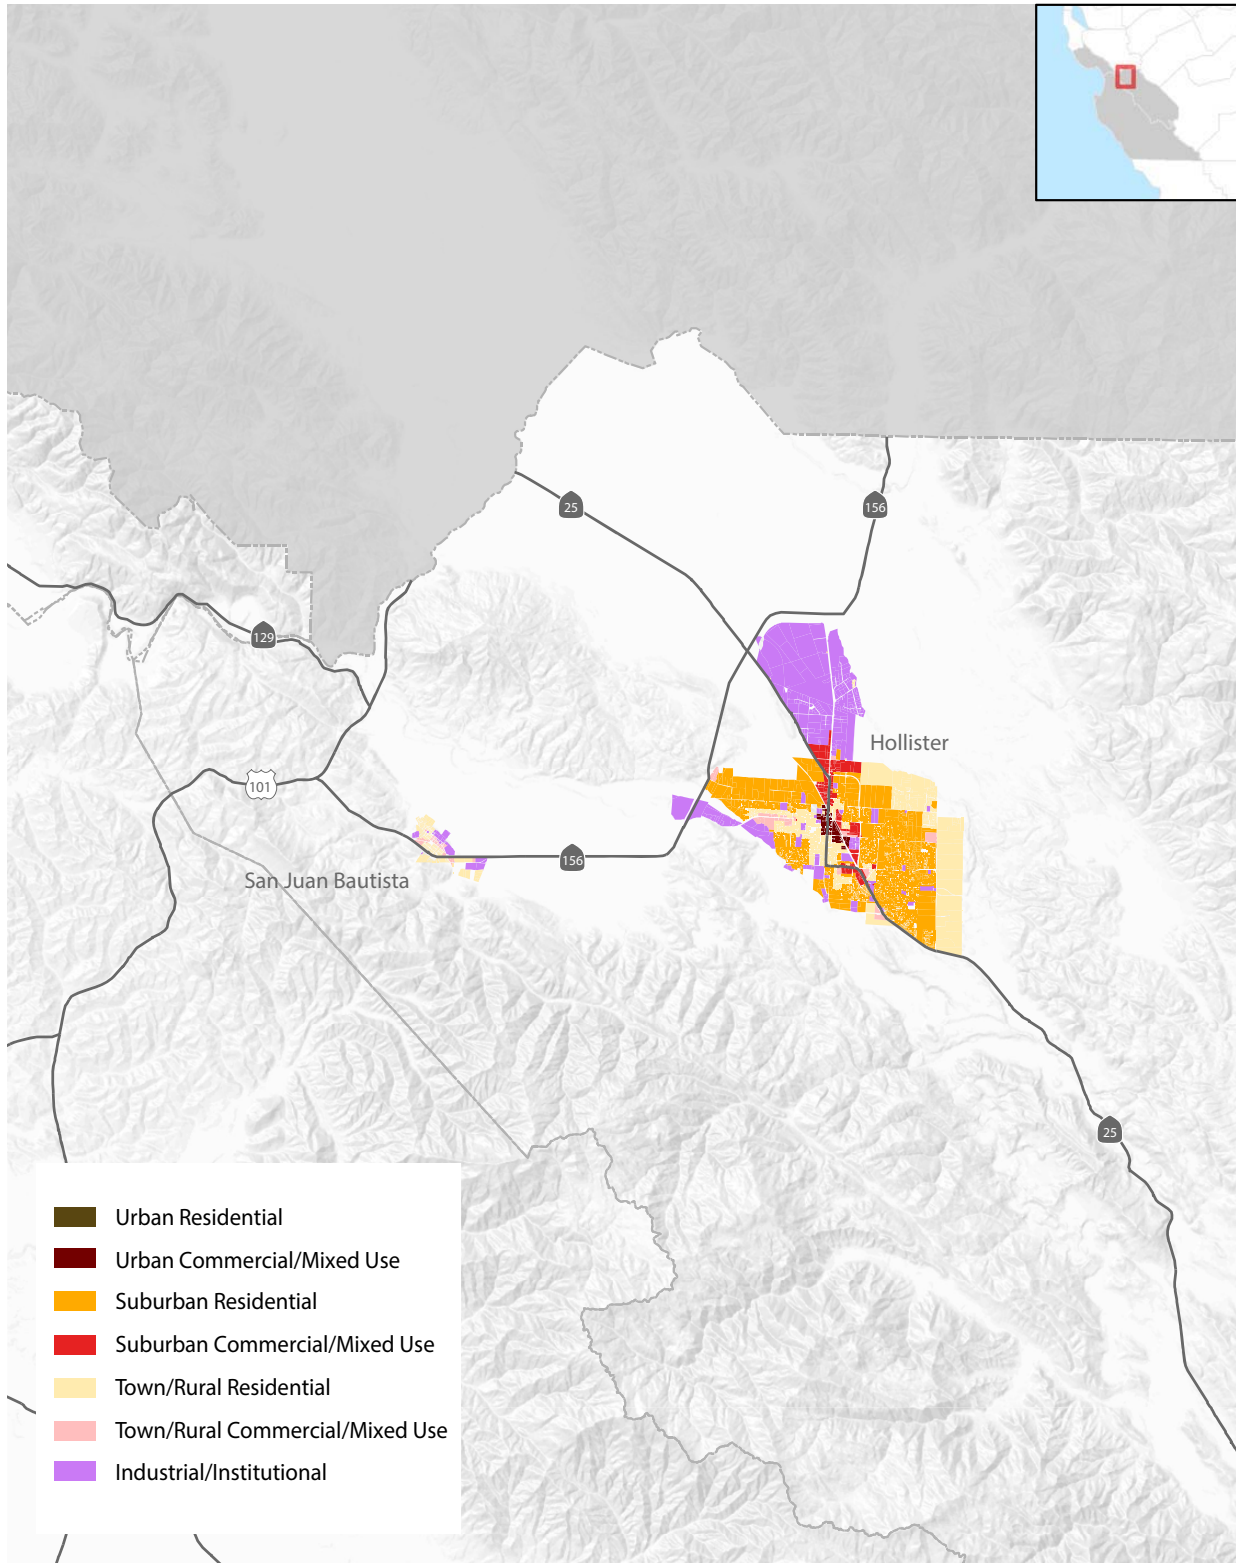 25
156
129
Hollister
101
156
San Juan Bautista
25
Urban Residential
Urban Commercial/Mixed Use
Suburban Residential
Suburban Commercial/Mixed Use
Town/Rural Residential
Town/Rural Commercial/Mixed Use
Industrial/Institutional